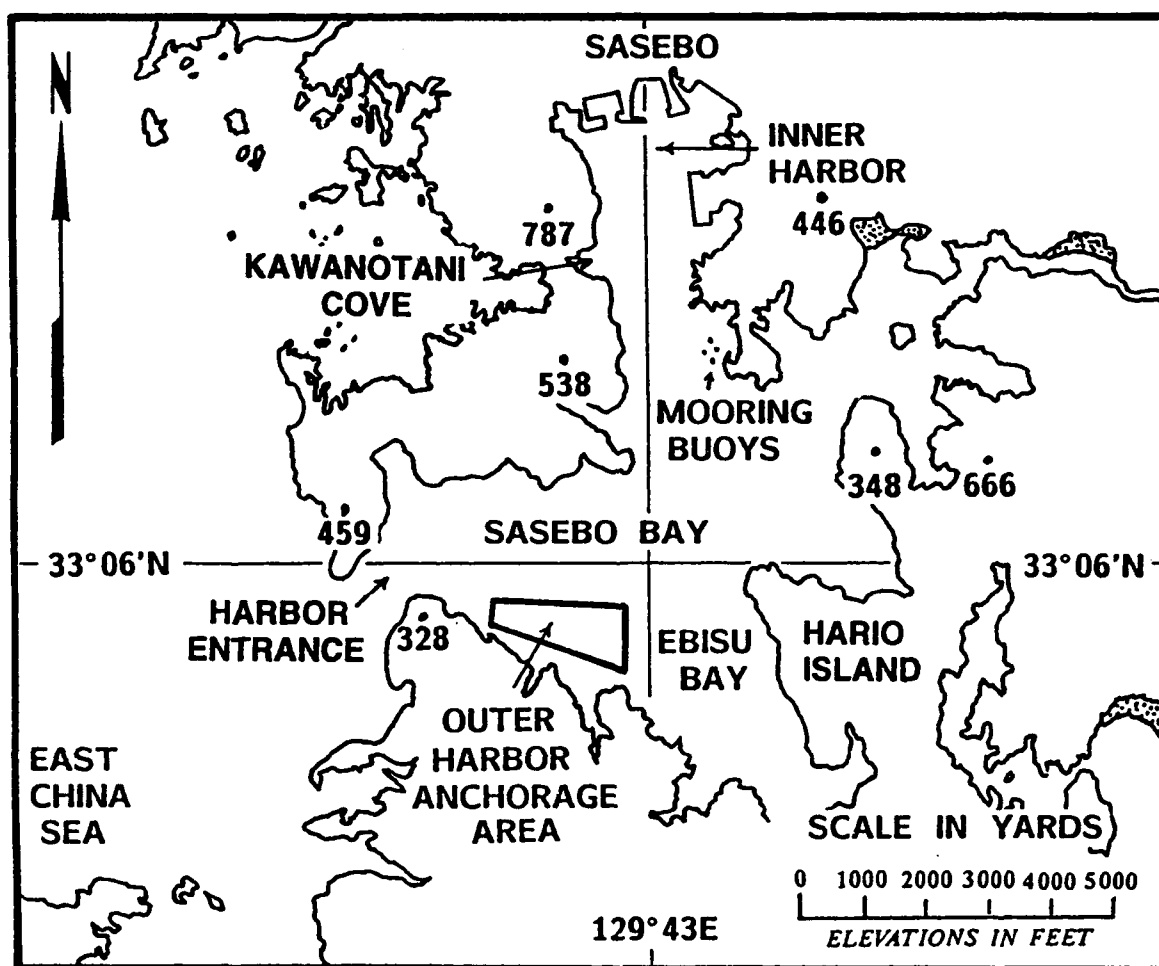 SASEBO
N
INNER
HARBOR
446
787
KAWANOTANI
COVE
538
MOORING
BUOYS
348
666
459
SASEBO BAY
33°06'N
33°06'N
HARBOR
ENTRANCE
328
EBISU
BAY
HARIO
ISLAND
OUTER
HARBOR
ANCHORAGE
AREA
EAST
CHINA
SEA
SCALE IN YARDS
0 1000 2000 3000 4000 5000
ELEVATIONS IN FEET
129°43E